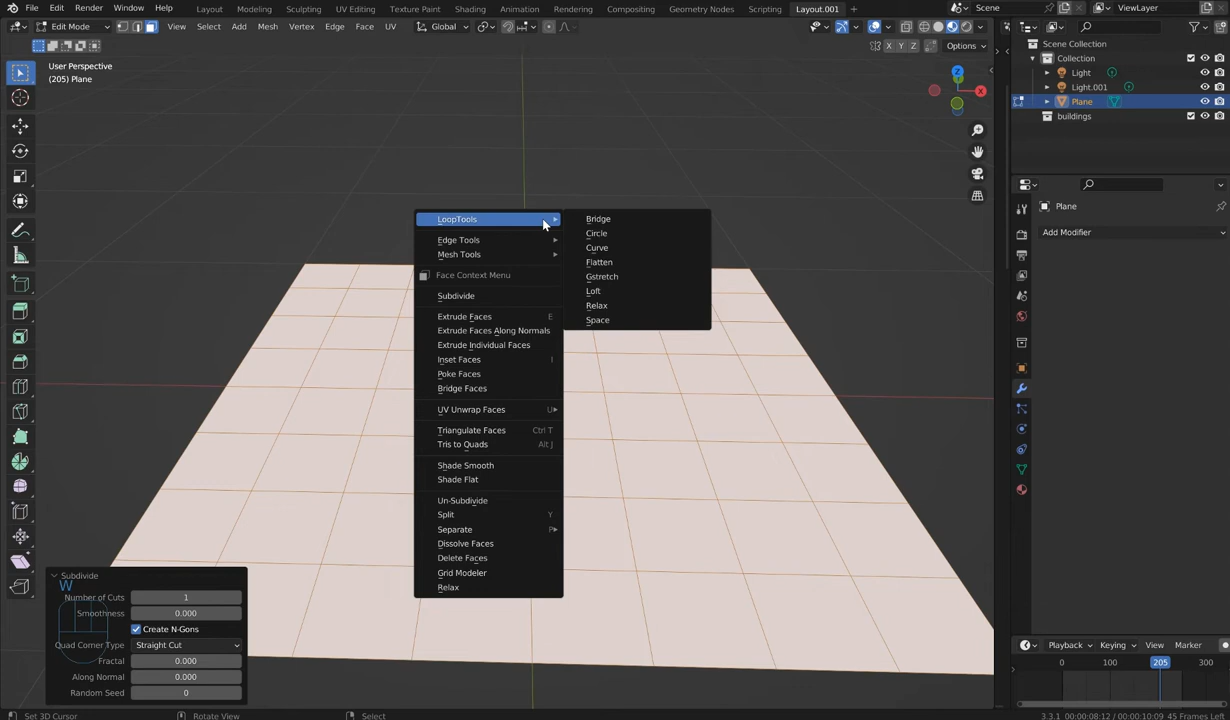 File Edit Render Window Help Layout Modeling Sculpting UV Editing Texture Paint Shading Animation Rendering Compositing Geometry Nodes Scripting Layout.001 + Scene ViewLayer
Edit Mode View Select Add Mesh Vertex Edge Face UV Global
X Y Z Options
User Perspective
(205) Plane
Z
X
Scene Collection
Collection
Light
Light.001
Plane
buildings
Plane
Add Modifier
LoopTools
Edge Tools
Mesh Tools
Face Context Menu
Subdivide
Extrude Faces E
Extrude Faces Along Normals
Extrude Individual Faces
Inset Faces I
Poke Faces
Bridge Faces
UV Unwrap Faces U
Triangulate Faces Ctrl T
Tris to Quads Alt J
Shade Smooth
Shade Flat
Un-Subdivide
Split Y
Separate P
Dissolve Faces
Delete Faces
Grid Modeler
Relax
Bridge
Circle
Curve
Flatten
Gstretch
Loft
Relax
Space
Subdivide
W
Number of Cuts 1
Smoothness 0.000
Create N-Gons
Quad Corner Type Straight Cut
Fractal 0.000
Along Normal 0.000
Random Seed 0
Playback Keying View Marker
0 100 205 300
Set 3D Cursor Rotate View Select 3.3.1 00:00:08:12 / 00:00:10:09 45 Frames Left